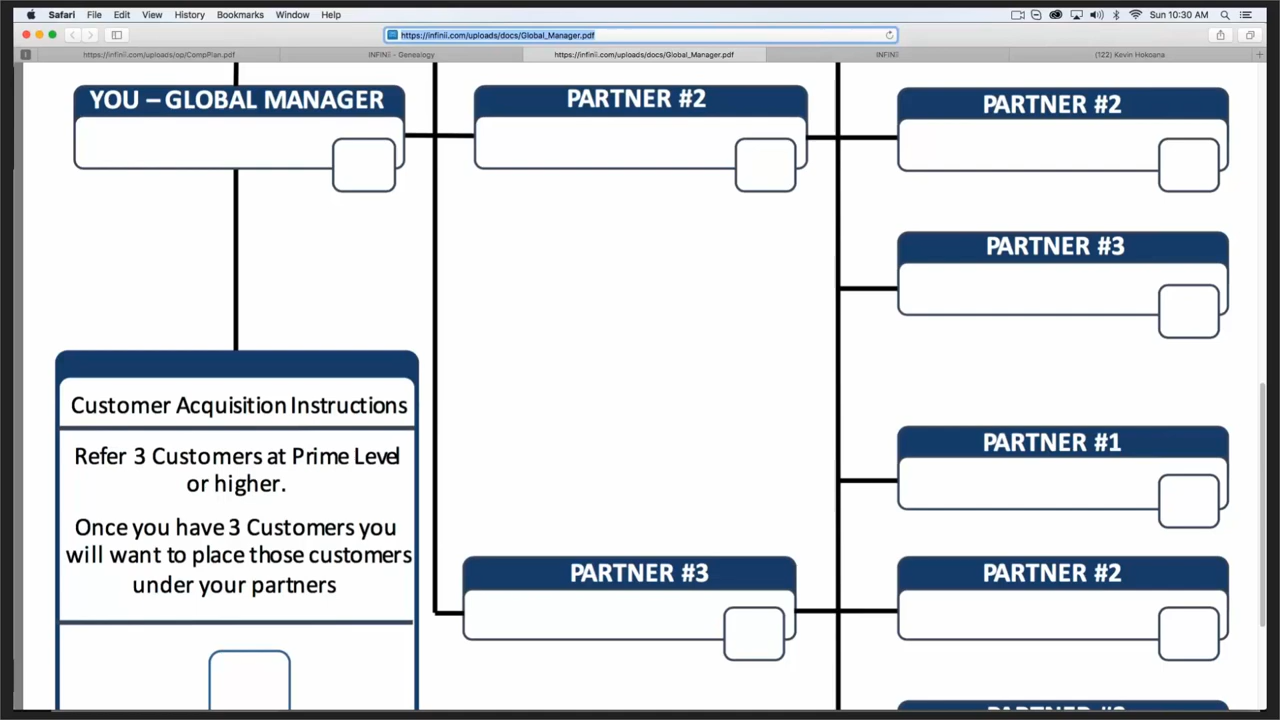 Safari File Edit View History Bookmarks Window Help Sun 10:30 AM
https://infinii.com/uploads/docs/Global_Manager.pdf
https://infinii.com/uploads/op/CompPlan.pdf INFINii - Genealogy https://infinii.com/uploads/docs/Global_Manager.pdf INFINii (122) Kevin Hokoana
YOU – GLOBAL MANAGER
PARTNER #2
PARTNER #2
PARTNER #3
Customer Acquisition Instructions
Refer 3 Customers at Prime Level
or higher.
Once you have 3 Customers you
will want to place those customers
under your partners
PARTNER #1
PARTNER #3
PARTNER #2